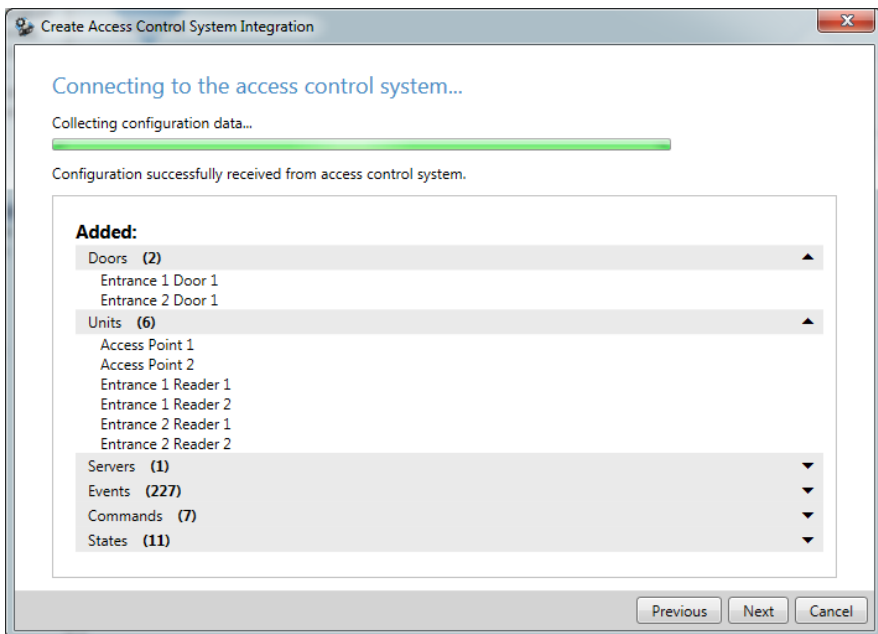 Create Access Control System Integration
Connecting to the access control system...
Collecting configuration data...
Configuration successfully received from access control system.
Added:
Doors (2)
Entrance 1 Door 1
Entrance 2 Door 1
Units (6)
Access Point 1
Access Point 2
Entrance 1 Reader 1
Entrance 1 Reader 2
Entrance 2 Reader 1
Entrance 2 Reader 2
Servers (1)
Events (227)
Commands (7)
States (11)
Previous Next Cancel